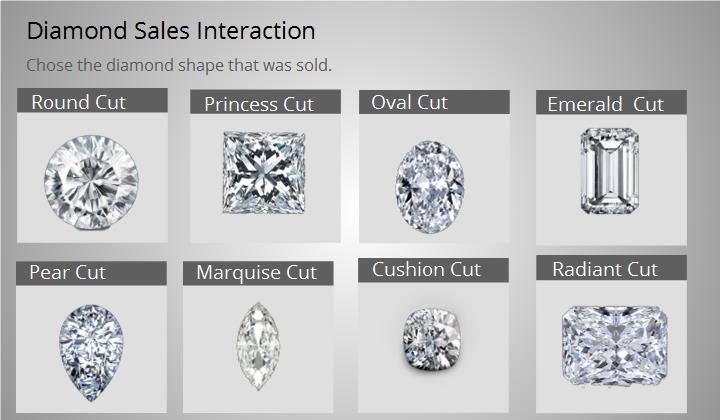 Diamond Sales Interaction
Chose the diamond shape that was sold.
Round Cut
Princess Cut
Oval Cut
Emerald Cut
Pear Cut
Marquise Cut
Cushion Cut
Radiant Cut